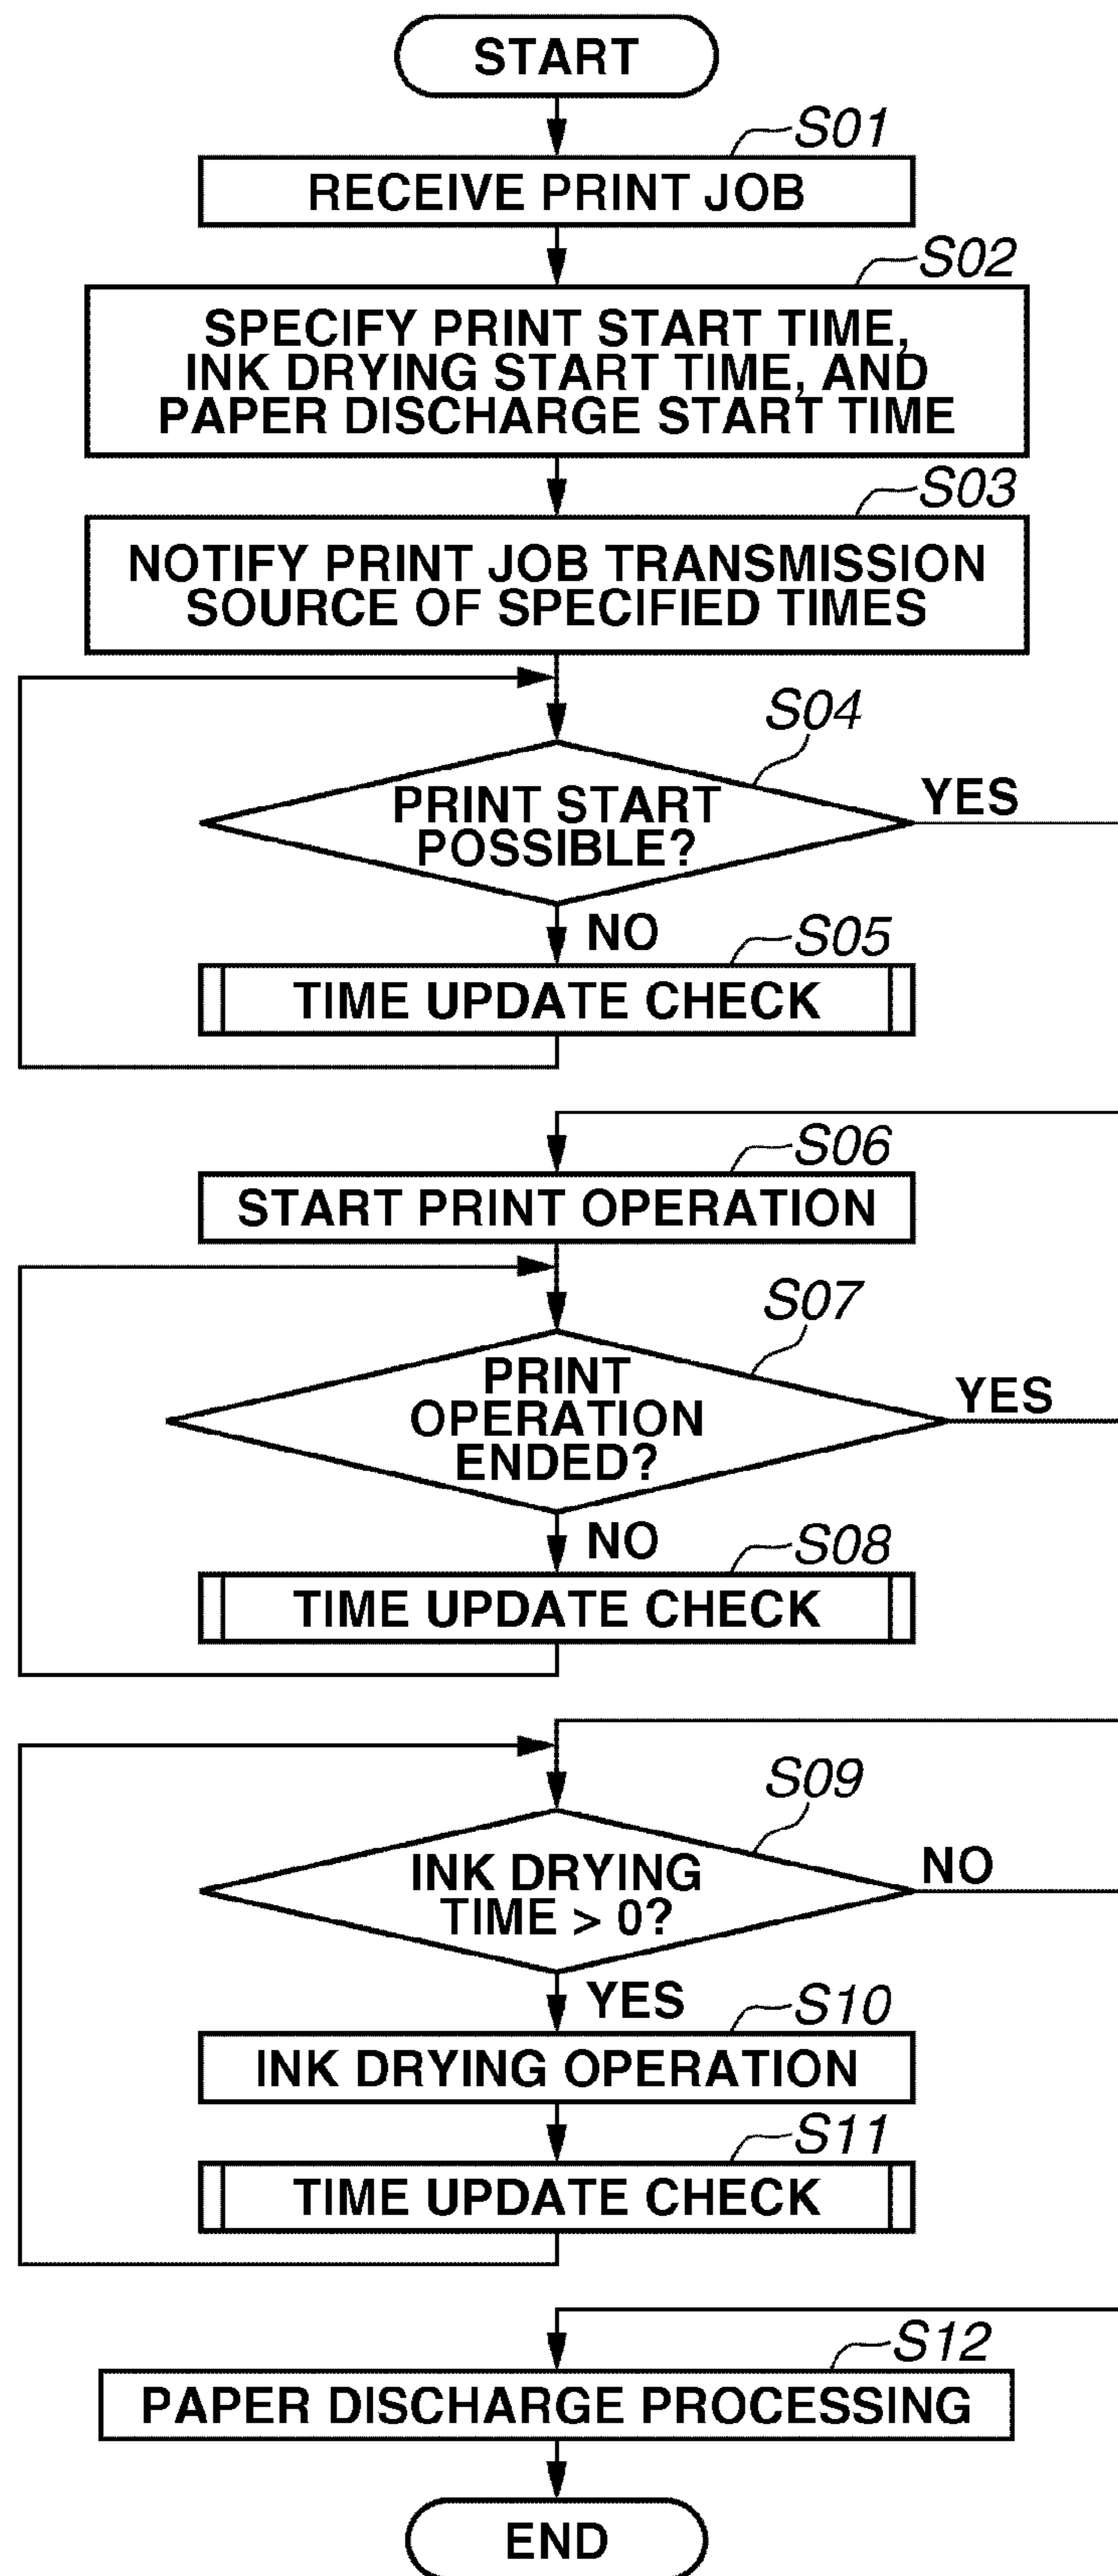 START
S01
RECEIVE PRINT JOB
S02
SPECIFY PRINT START TIME,
INK DRYING START TIME, AND
PAPER DISCHARGE START TIME
S03
NOTIFY PRINT JOB TRANSMISSION
SOURCE OF SPECIFIED TIMES
S04
PRINT START
POSSIBLE?
YES
NO
S05
TIME UPDATE CHECK
S06
START PRINT OPERATION
S07
PRINT
OPERATION
ENDED?
YES
NO
S08
TIME UPDATE CHECK
S09
INK DRYING
TIME > 0?
NO
YES
S10
INK DRYING OPERATION
S11
TIME UPDATE CHECK
S12
PAPER DISCHARGE PROCESSING
END